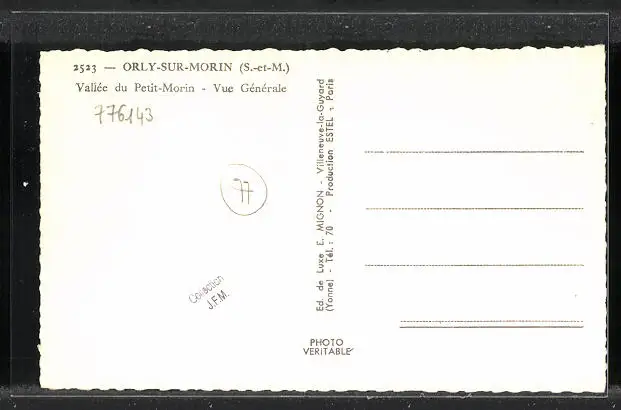 2523 — ORLY-SUR-MORIN (S.-et-M.)
Vallée du Petit-Morin - Vue Générale
776143
77
Collection
J.F.M.
Ed. de Luxe E. MIGNON - Villeneuve-la-Guyard
(Yonne) - Tél. : 70 - Production ESTEL - Paris
PHOTO
VERITABLE